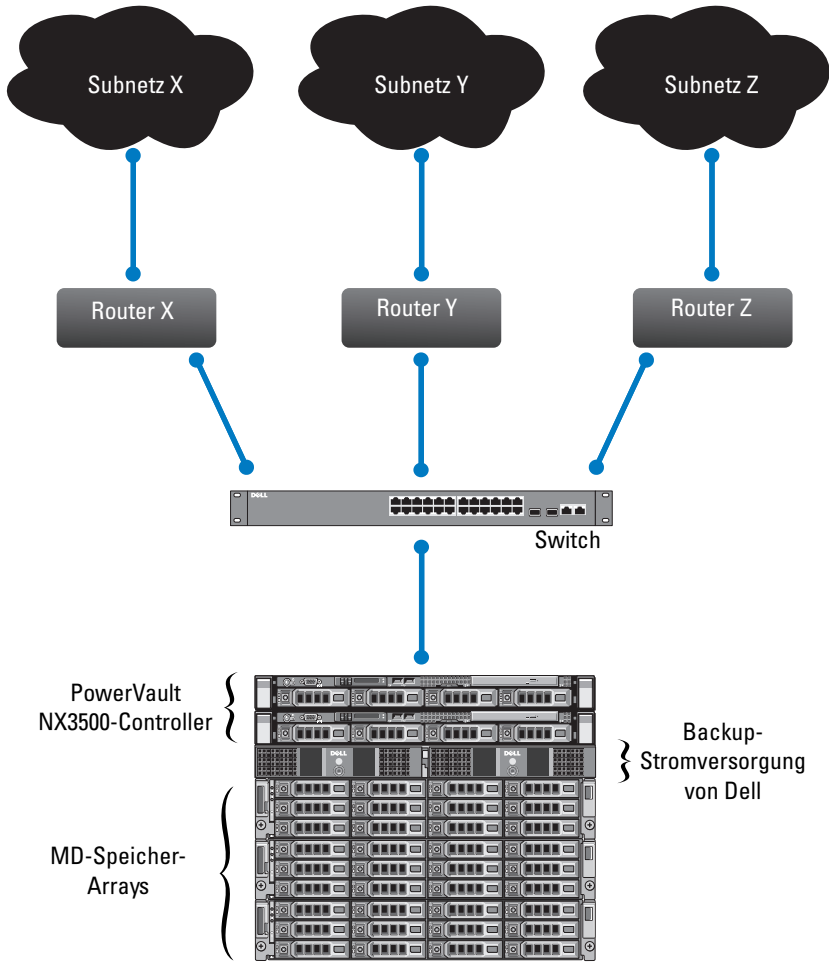 Subnetz X
Subnetz Y
Subnetz Z
Router X
Router Y
Router Z
DELL
Switch
PowerVault
NX3500-Controller
Backup-
Stromversorgung
von Dell
DELL
DELL
MD-Speicher-
Arrays